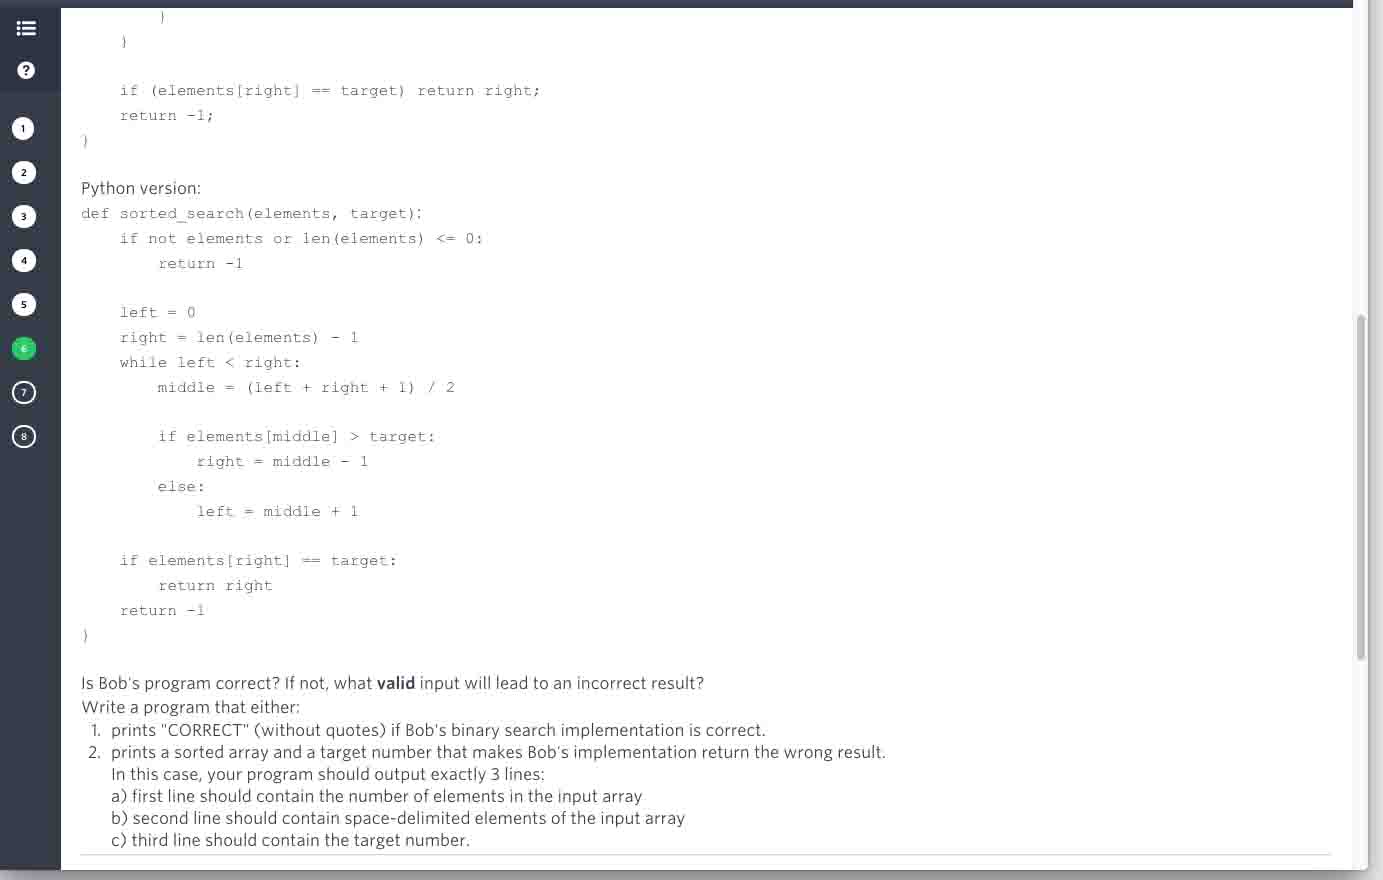 }
}
if (elements[right] == target) return right;
return -1;
}
Python version:
def sorted_search(elements, target):
if not elements or len(elements) <= 0:
return -1
left = 0
right = len(elements) - 1
while left < right:
middle = (left + right + 1) / 2
if elements[middle] > target:
right = middle - 1
else:
left = middle + 1
if elements[right] == target:
return right
return -1
}
Is Bob's program correct? If not, what valid input will lead to an incorrect result?
Write a program that either:
1. prints "CORRECT" (without quotes) if Bob's binary search implementation is correct.
2. prints a sorted array and a target number that makes Bob's implementation return the wrong result.
In this case, your program should output exactly 3 lines:
a) first line should contain the number of elements in the input array
b) second line should contain space-delimited elements of the input array
c) third line should contain the target number.
?
1
2
3
4
5
6
7
8